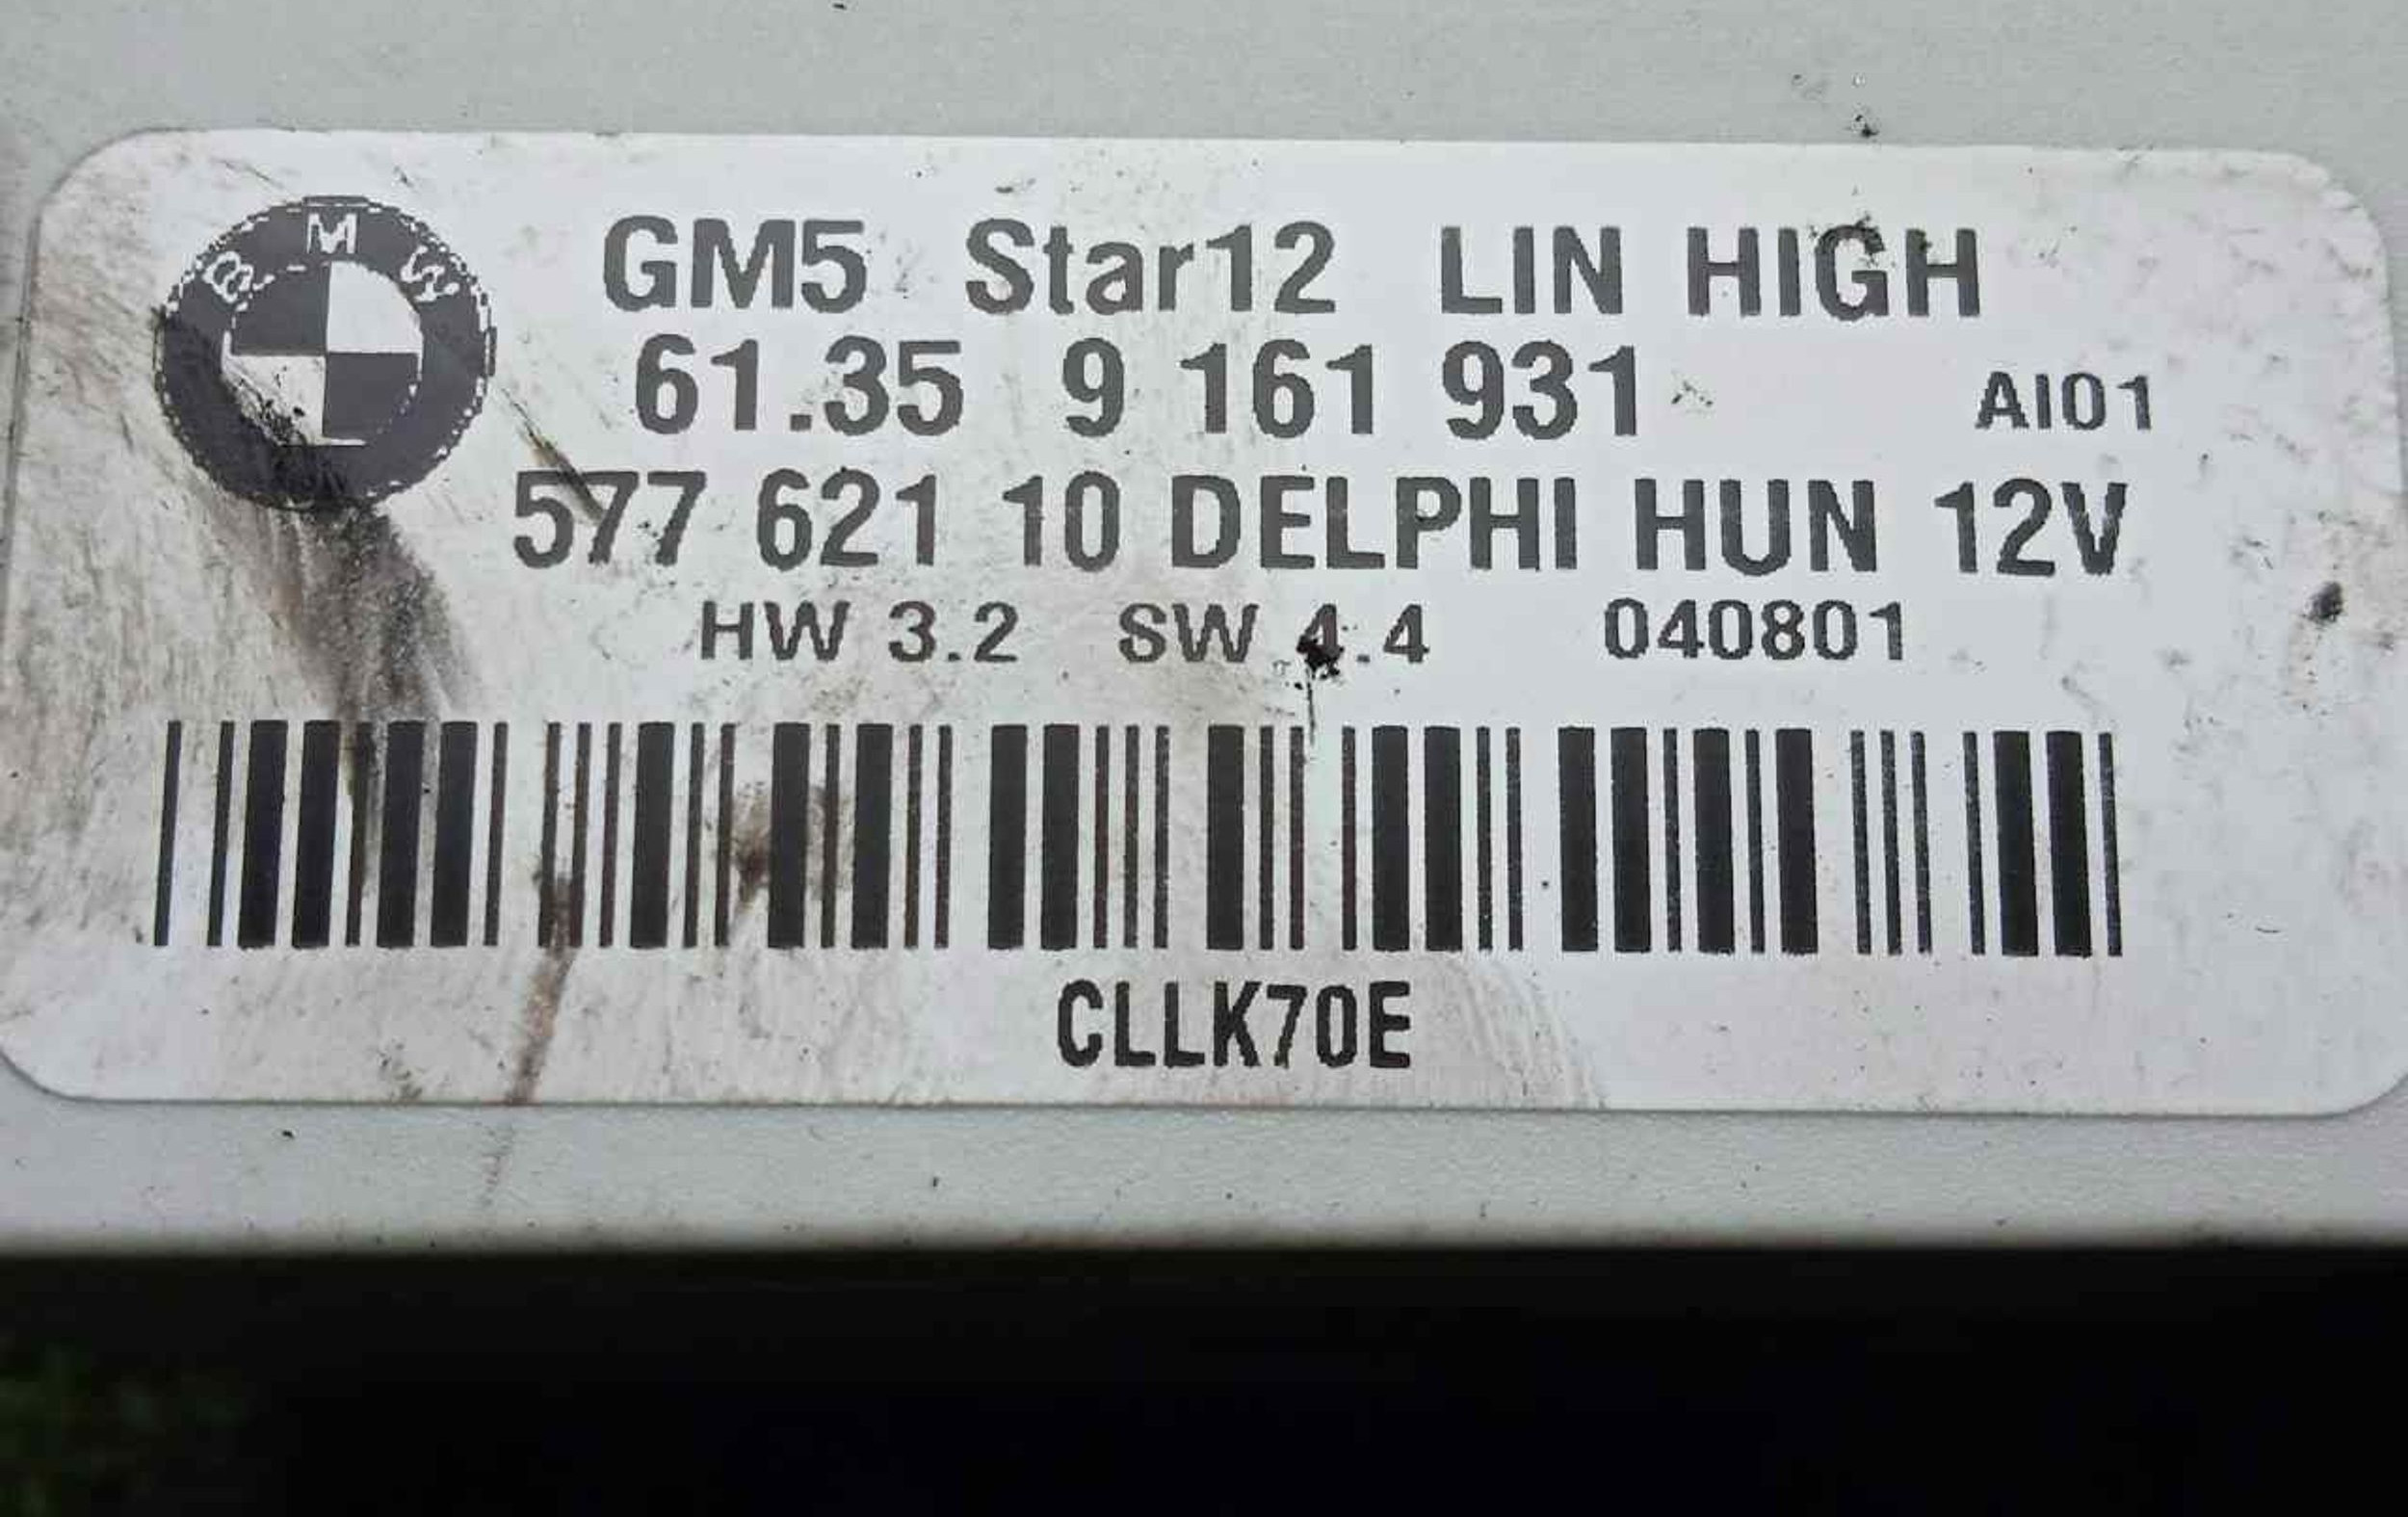 BMW
GM5 Star12 LIN HIGH
61.35 9 161 931 AI01
577 621 10 DELPHI HUN 12V
HW 3.2 SW 4.4 040801
CLLK70E